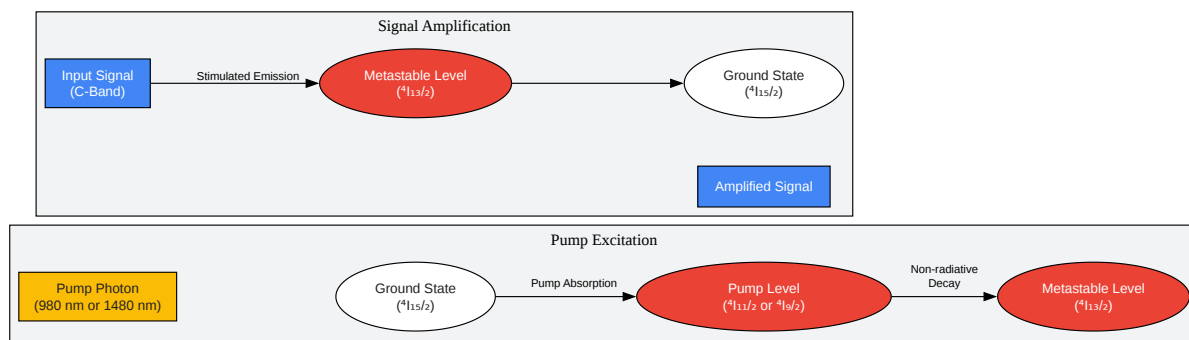 Signal Amplification
Input Signal
(C-Band)
Stimulated Emission
Metastable Level
(⁴I₁₃/₂)
Ground State
(⁴I₁₅/₂)
Amplified Signal
Pump Excitation
Pump Photon
(980 nm or 1480 nm)
Ground State
(⁴I₁₅/₂)
Pump Absorption
Pump Level
(⁴I₁₁/₂ or ⁴I₉/₂)
Non-radiative
Decay
Metastable Level
(⁴I₁₃/₂)